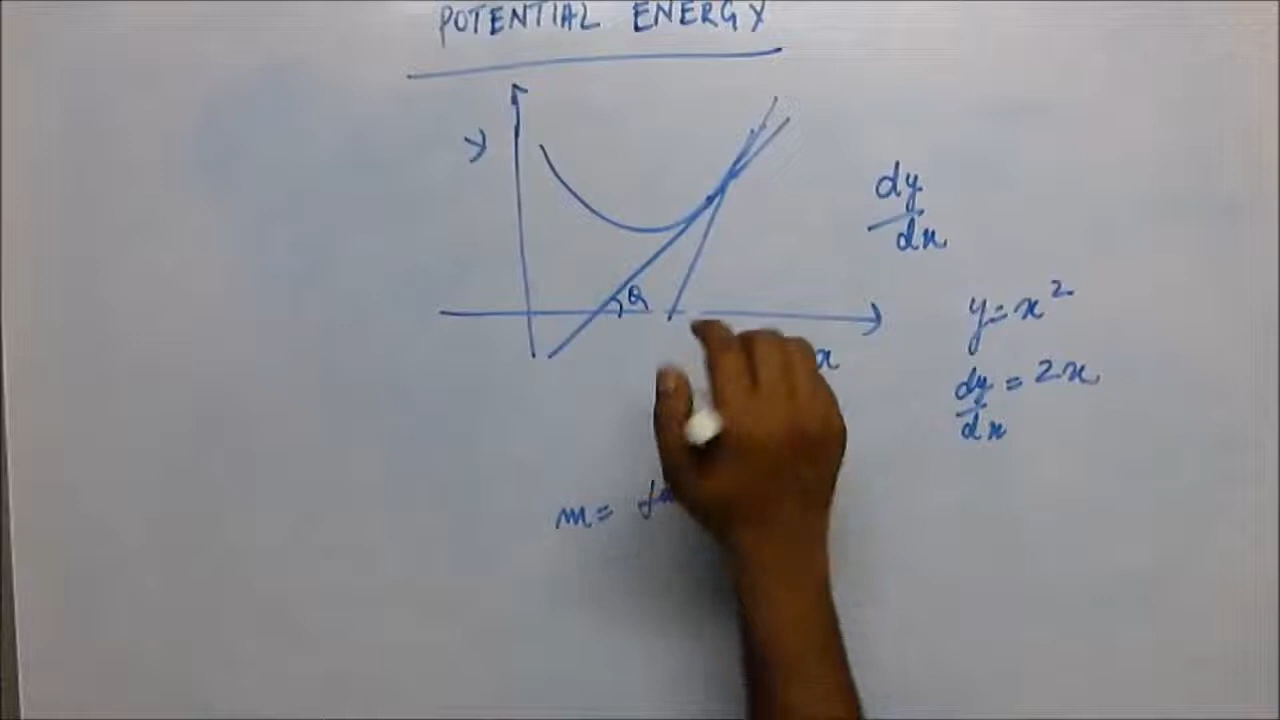 POTENTIAL ENERGY
y
θ
x
dy
dx
y = x²
dy = 2x
dx
m =